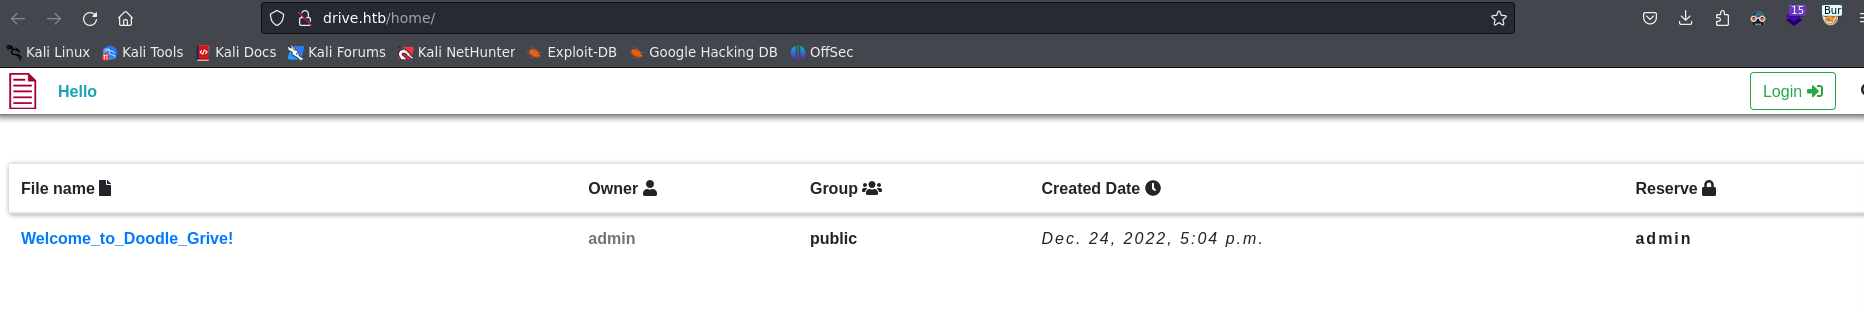 drive.htb/home/
15
Bur
Kali Linux Kali Tools Kali Docs Kali Forums Kali NetHunter Exploit-DB Google Hacking DB OffSec
Hello Login
File name Owner Group Created Date Reserve
Welcome_to_Doodle_Grive! admin public Dec. 24, 2022, 5:04 p.m. admin